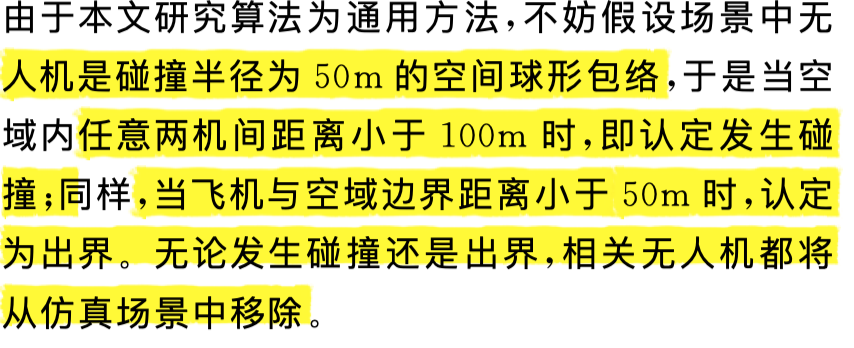 由于本文研究算法为通用方法,不妨假设场景中无
人机是碰撞半径为 50m 的空间球形包络,于是当空
域内任意两机间距离小于 100m 时,即认定发生碰
撞;同样,当飞机与空域边界距离小于 50m 时,认定
为出界。无论发生碰撞还是出界,相关无人机都将
从仿真场景中移除。